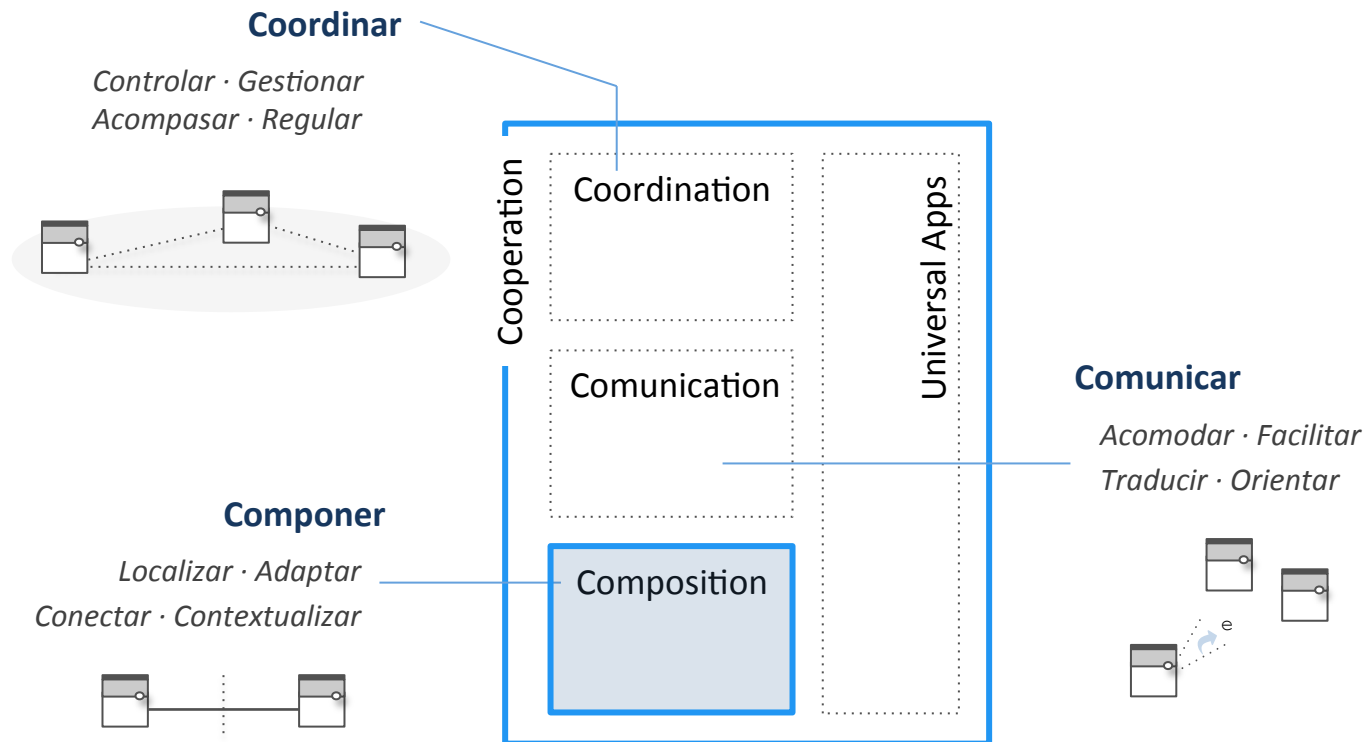 Coordinar
Controlar · Gestionar
Acompasar · Regular
Cooperation
Coordination
Universal Apps
Comunication
Comunicar
Acomodar · Facilitar
Traducir · Orientar
Componer
Localizar · Adaptar
Conectar · Contextualizar
Composition
e